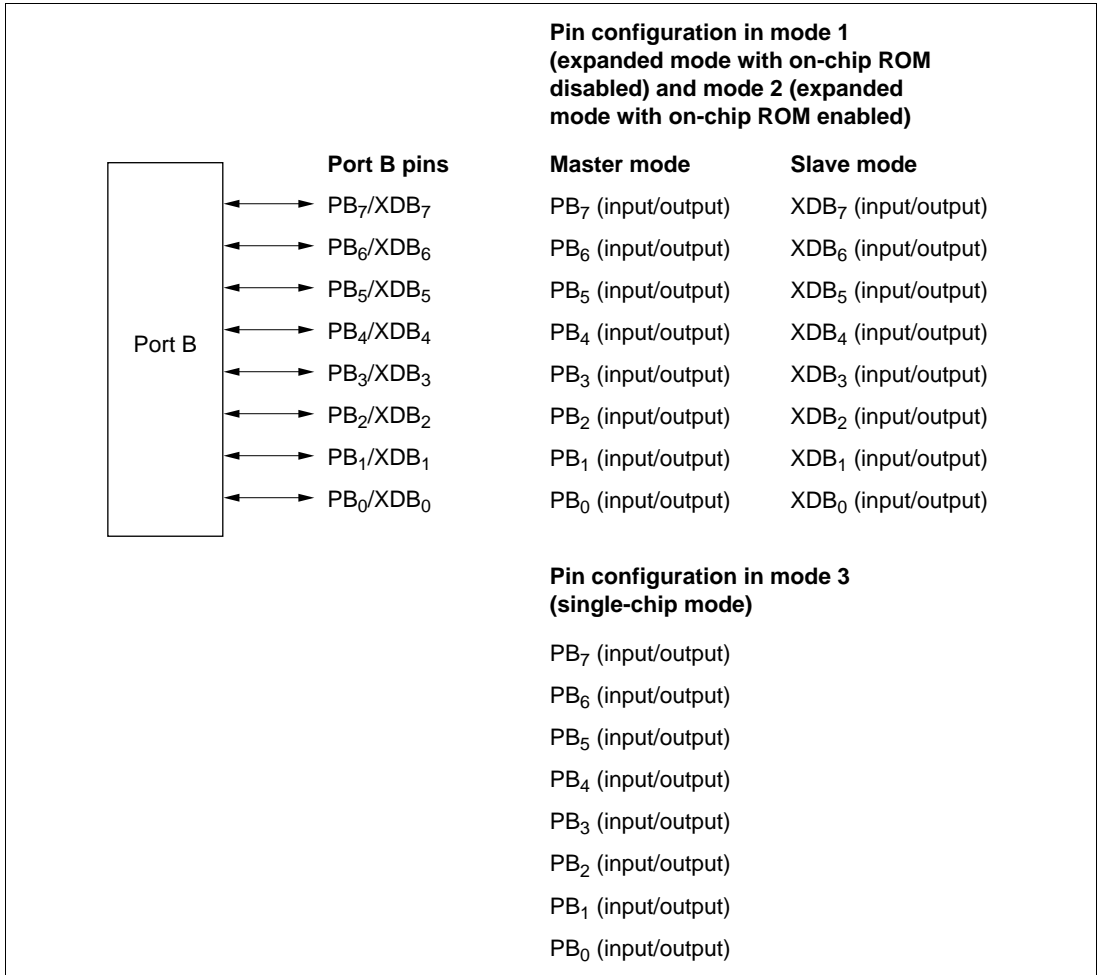 Pin configuration in mode 1
(expanded mode with on-chip ROM
disabled) and mode 2 (expanded
mode with on-chip ROM enabled)
Port B pins Master mode Slave mode
PB₇/XDB₇ PB₇ (input/output) XDB₇ (input/output)
PB₆/XDB₆ PB₆ (input/output) XDB₆ (input/output)
PB₅/XDB₅ PB₅ (input/output) XDB₅ (input/output)
PB₄/XDB₄ PB₄ (input/output) XDB₄ (input/output)
Port B
PB₃/XDB₃ PB₃ (input/output) XDB₃ (input/output)
PB₂/XDB₂ PB₂ (input/output) XDB₂ (input/output)
PB₁/XDB₁ PB₁ (input/output) XDB₁ (input/output)
PB₀/XDB₀ PB₀ (input/output) XDB₀ (input/output)
Pin configuration in mode 3
(single-chip mode)
PB₇ (input/output)
PB₆ (input/output)
PB₅ (input/output)
PB₄ (input/output)
PB₃ (input/output)
PB₂ (input/output)
PB₁ (input/output)
PB₀ (input/output)